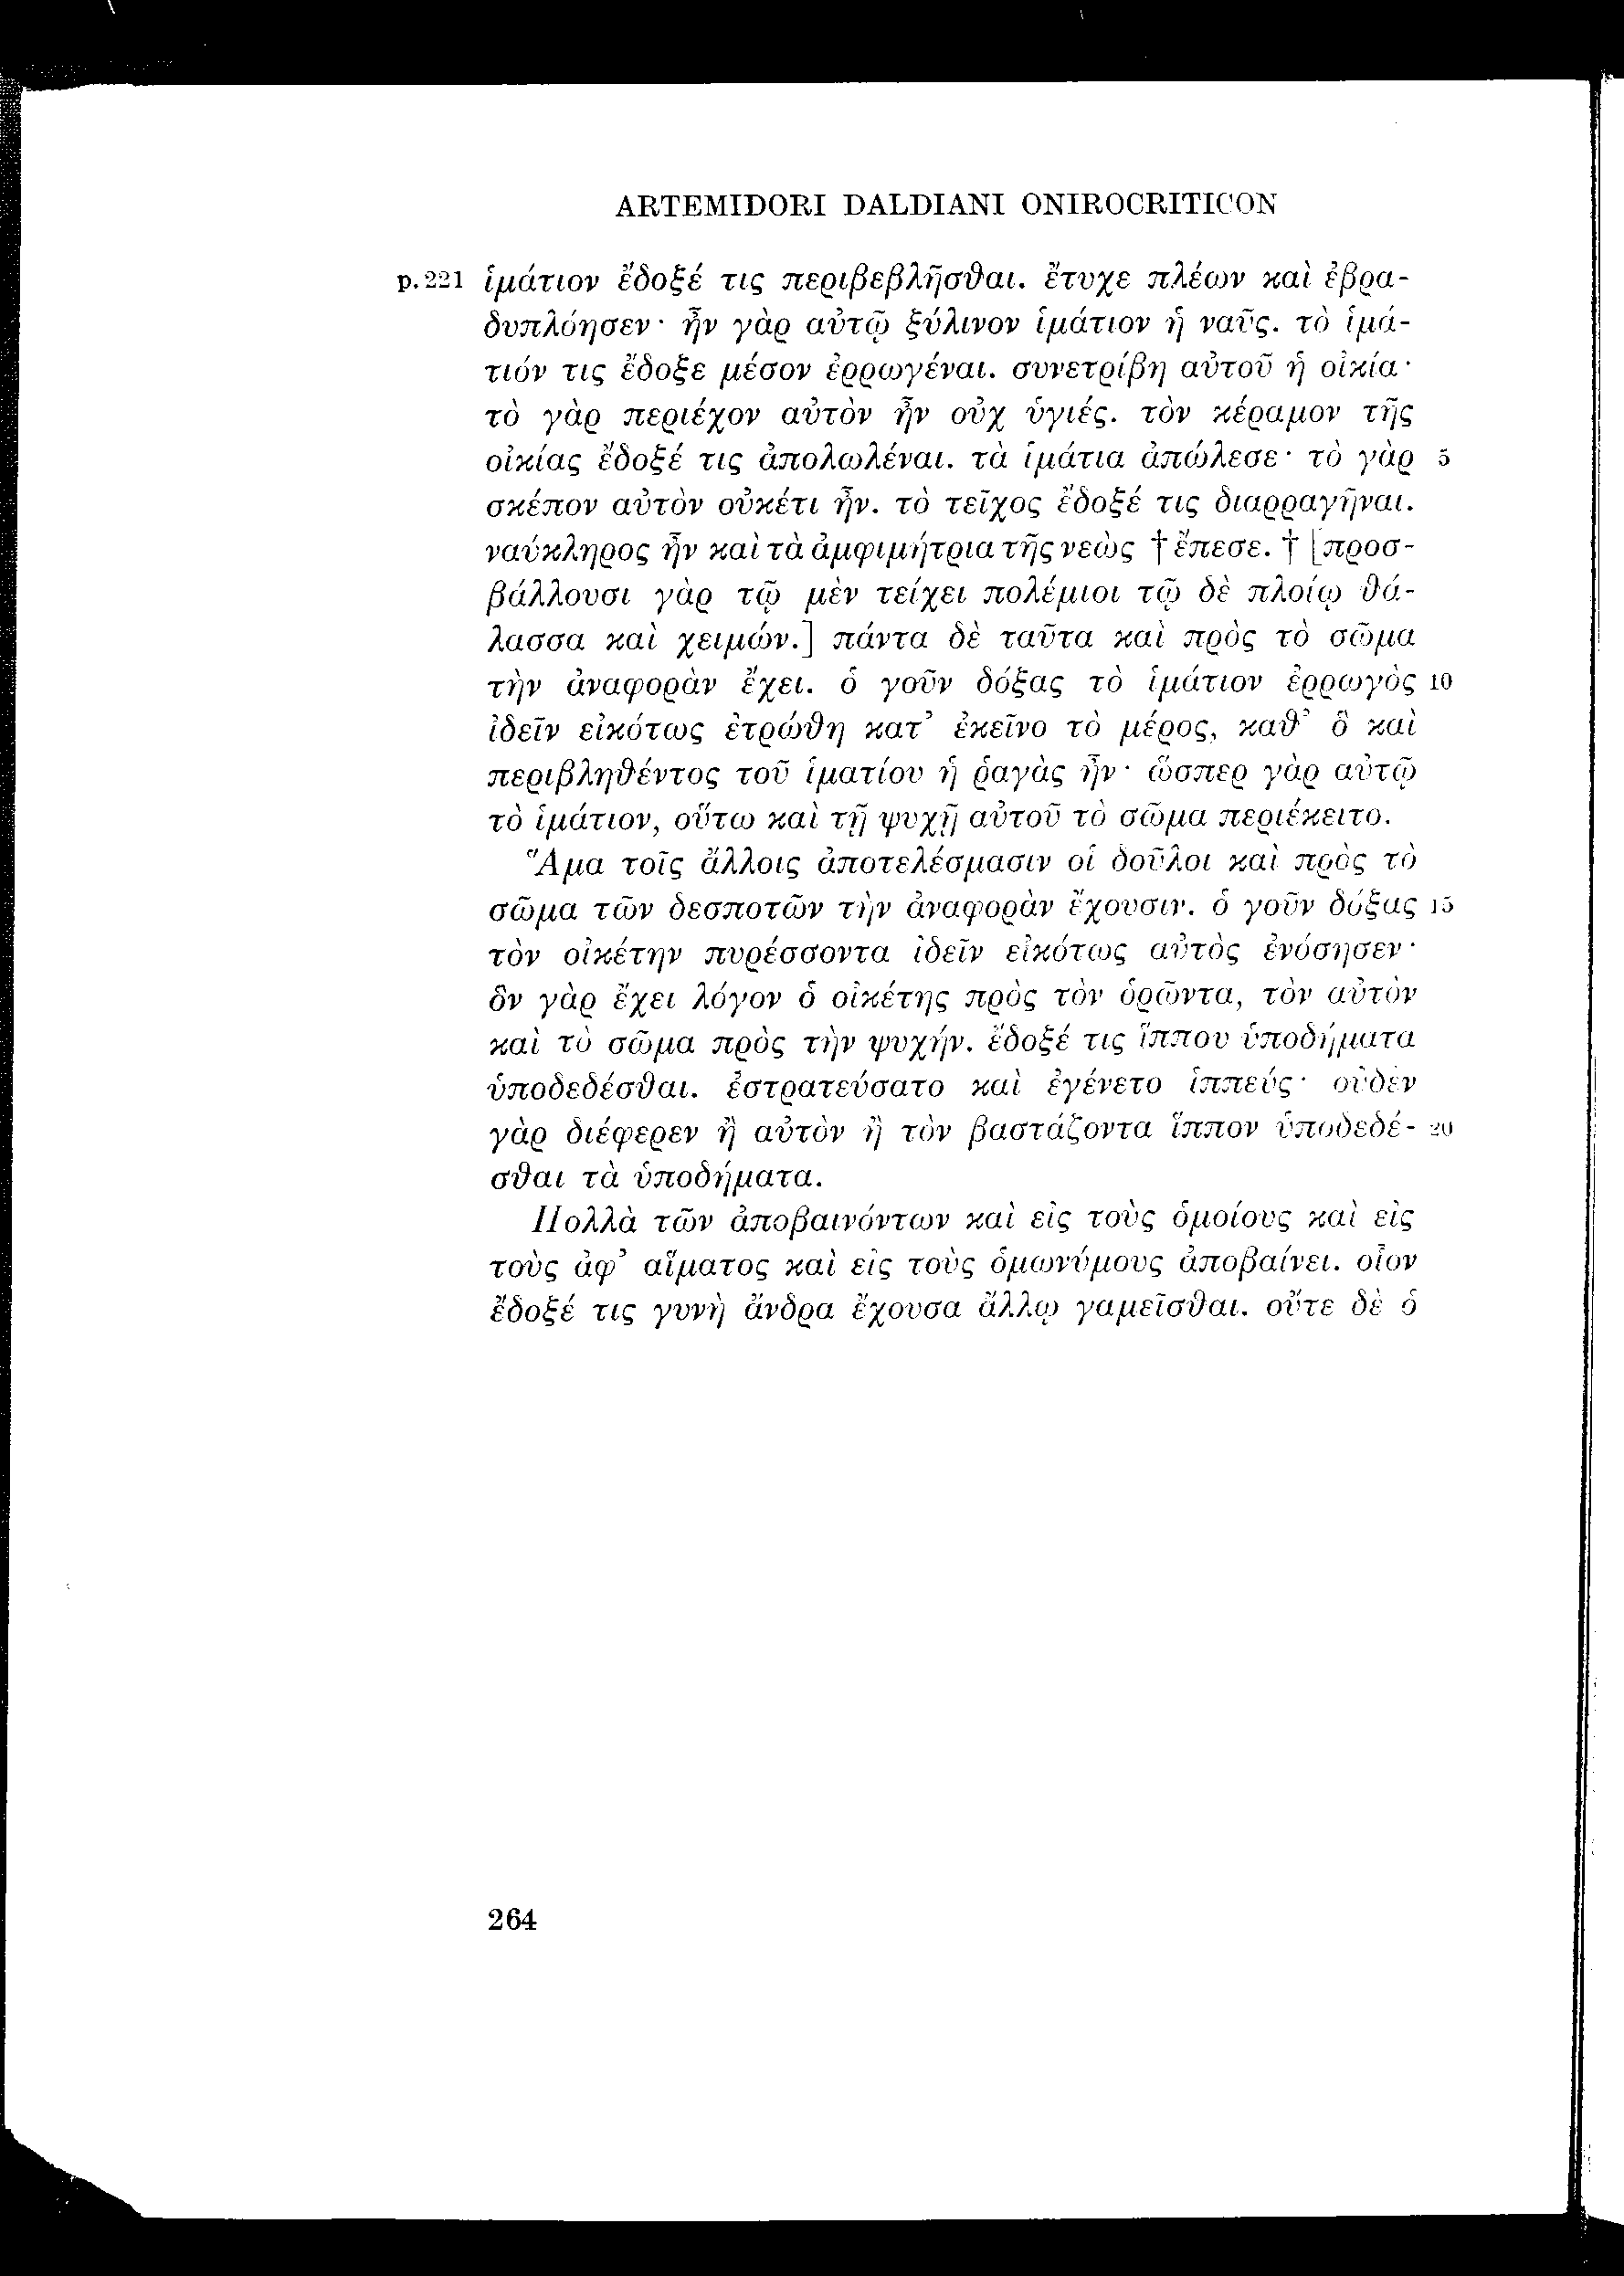 ARTEMIDORI DALDIANI ONIROCRITICON
p. 221 ἱμάτιον ἔδοξέ τις περιβεβλῆσθαι. ἔτυχε πλέων καὶ ἐβρα-
δυπλόησεν· ἦν γὰρ αὐτῷ ξύλινον ἱμάτιον ἡ ναῦς. τὸ ἱμά-
τιόν τις ἔδοξε μέσον ἐρρωγέναι. συνετρίβη αὐτοῦ ἡ οἰκία·
τὸ γὰρ περιέχον αὐτὸν ἦν οὐχ ὑγιές. τὸν κέραμον τῆς
οἰκίας ἔδοξέ τις ἀπολωλέναι. τὰ ἱμάτια ἀπώλεσε· τὸ γὰρ 5
σκέπον αὐτὸν οὐκέτι ἦν. τὸ τεῖχος ἔδοξέ τις διαρραγῆναι.
ναύκληρος ἦν καὶ τὰ ἀμφιμήτρια τῆς νεὼς † ἔπεσε. † [προσ-
βάλλουσι γὰρ τῷ μὲν τείχει πολέμιοι τῷ δὲ πλοίῳ θά-
λασσα καὶ χειμών.] πάντα δὲ ταῦτα καὶ πρὸς τὸ σῶμα
τὴν ἀναφορὰν ἔχει. ὁ γοῦν δόξας τὸ ἱμάτιον ἐρρωγὸς 10
ἰδεῖν εἰκότως ἐτρώθη κατ’ ἐκεῖνο τὸ μέρος, καθ’ ὃ καὶ
περιβληθέντος τοῦ ἱματίου ἡ ῥαγὰς ἦν· ὥσπερ γὰρ αὐτῷ
τὸ ἱμάτιον, οὕτω καὶ τῇ ψυχῇ αὐτοῦ τὸ σῶμα περιέκειτο.
Ἅμα τοῖς ἄλλοις ἀποτελέσμασιν οἱ δοῦλοι καὶ πρὸς τὸ
σῶμα τῶν δεσποτῶν τὴν ἀναφορὰν ἔχουσιν. ὁ γοῦν δόξας 15
τὸν οἰκέτην πυρέσσοντα ἰδεῖν εἰκότως αὐτὸς ἐνόσησεν·
ὃν γὰρ ἔχει λόγον ὁ οἰκέτης πρὸς τὸν ὁρῶντα, τὸν αὐτὸν
καὶ τὸ σῶμα πρὸς τὴν ψυχήν. ἔδοξέ τις ἵππου ὑποδήματα
ὑποδεδέσθαι. ἐστρατεύσατο καὶ ἐγένετο ἱππεύς· οὐδὲν
γὰρ διέφερεν ἢ αὐτὸν ἢ τὸν βαστάζοντα ἵππον ὑποδεδέ- 20
σθαι τὰ ὑποδήματα.
Πολλὰ τῶν ἀποβαινόντων καὶ εἰς τοὺς ὁμοίους καὶ εἰς
τοὺς ἀφ’ αἵματος καὶ εἰς τοὺς ὁμωνύμους ἀποβαίνει. οἷον
ἔδοξέ τις γυνὴ ἄνδρα ἔχουσα ἄλλῳ γαμεῖσθαι. οὔτε δὲ ὁ
264